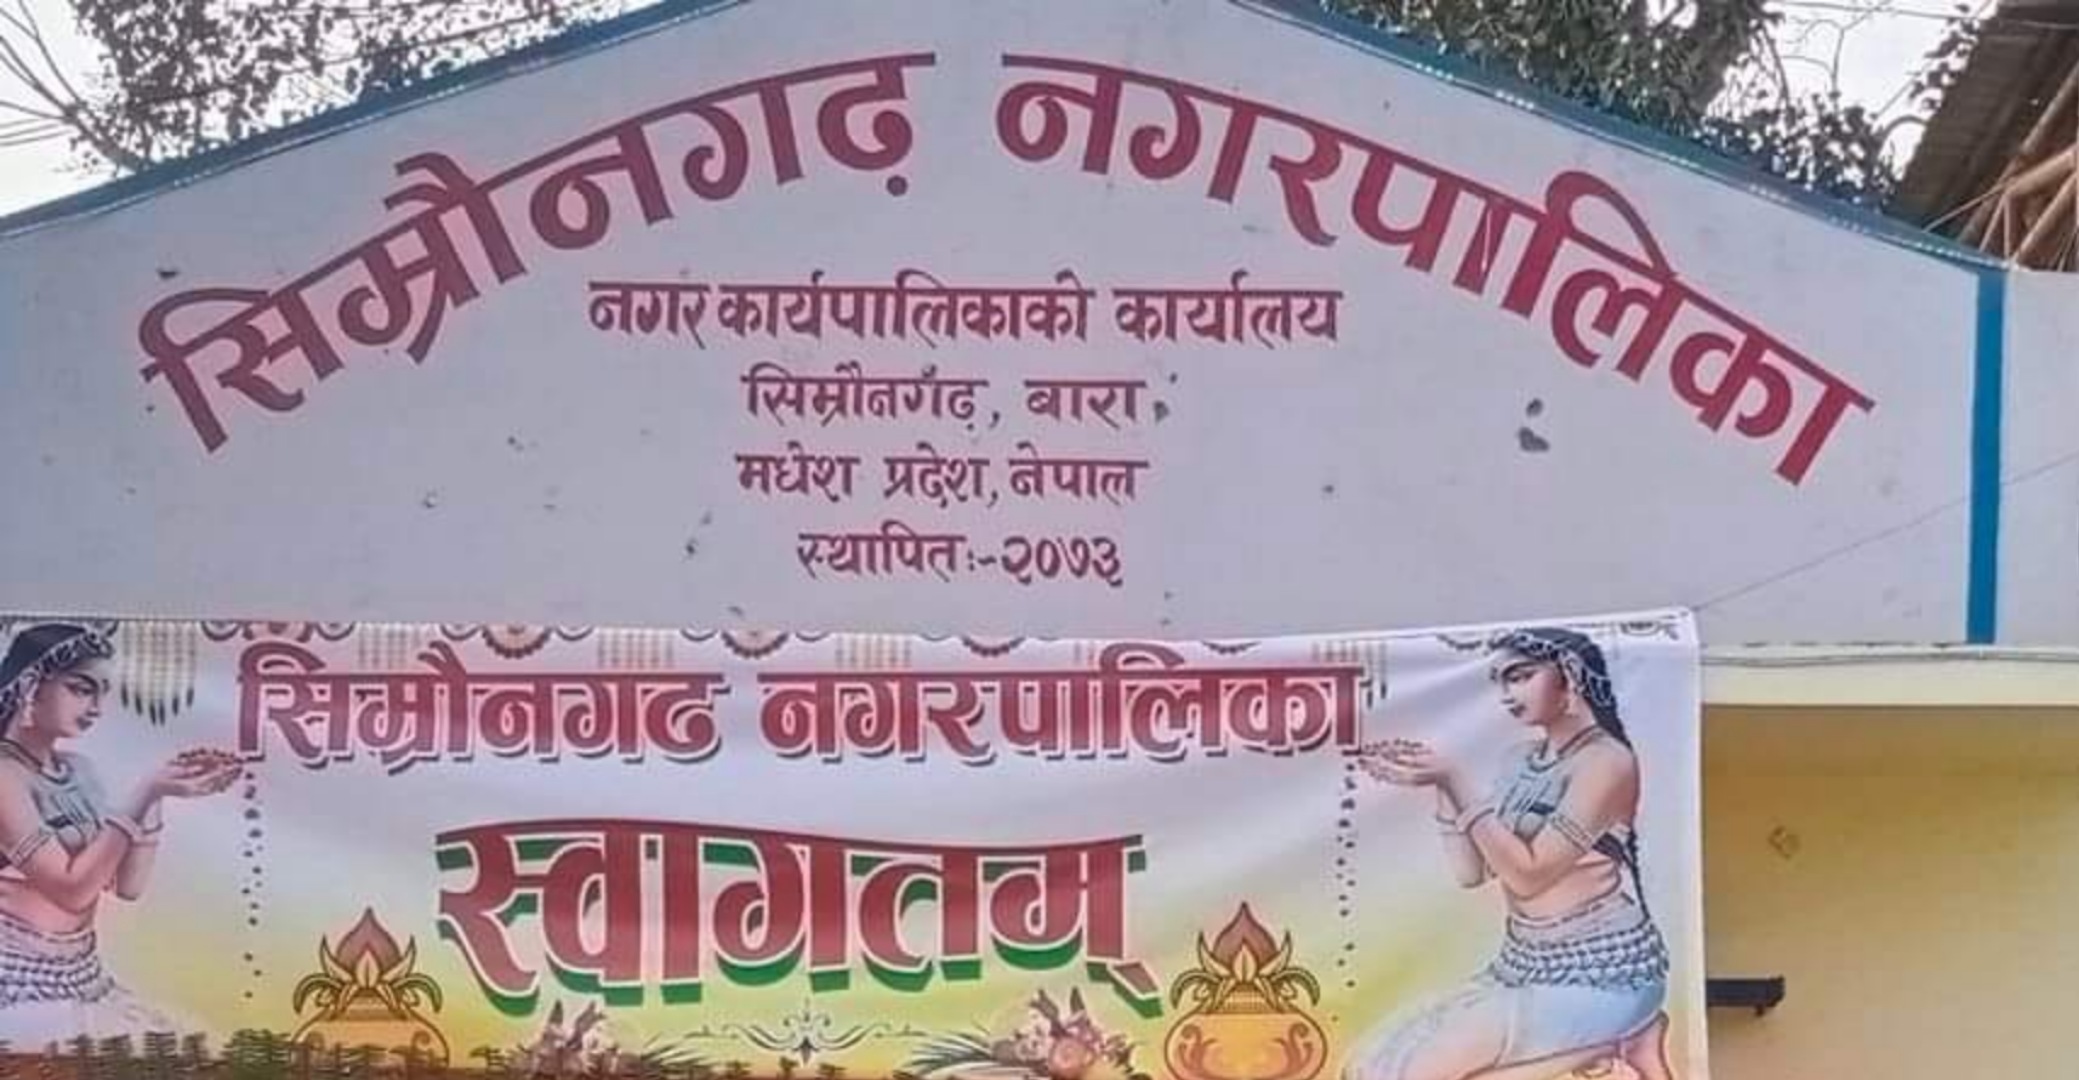 सिम्रौनगढ़ नगरपालिका
नगर कार्यपालिकाको कार्यालय
सिम्रौनगढ़, बारा
मधेश प्रदेश, नेपाल
स्थापितः-२०७३
सिम्रौनगढ नगरपालिका
स्वागतम्